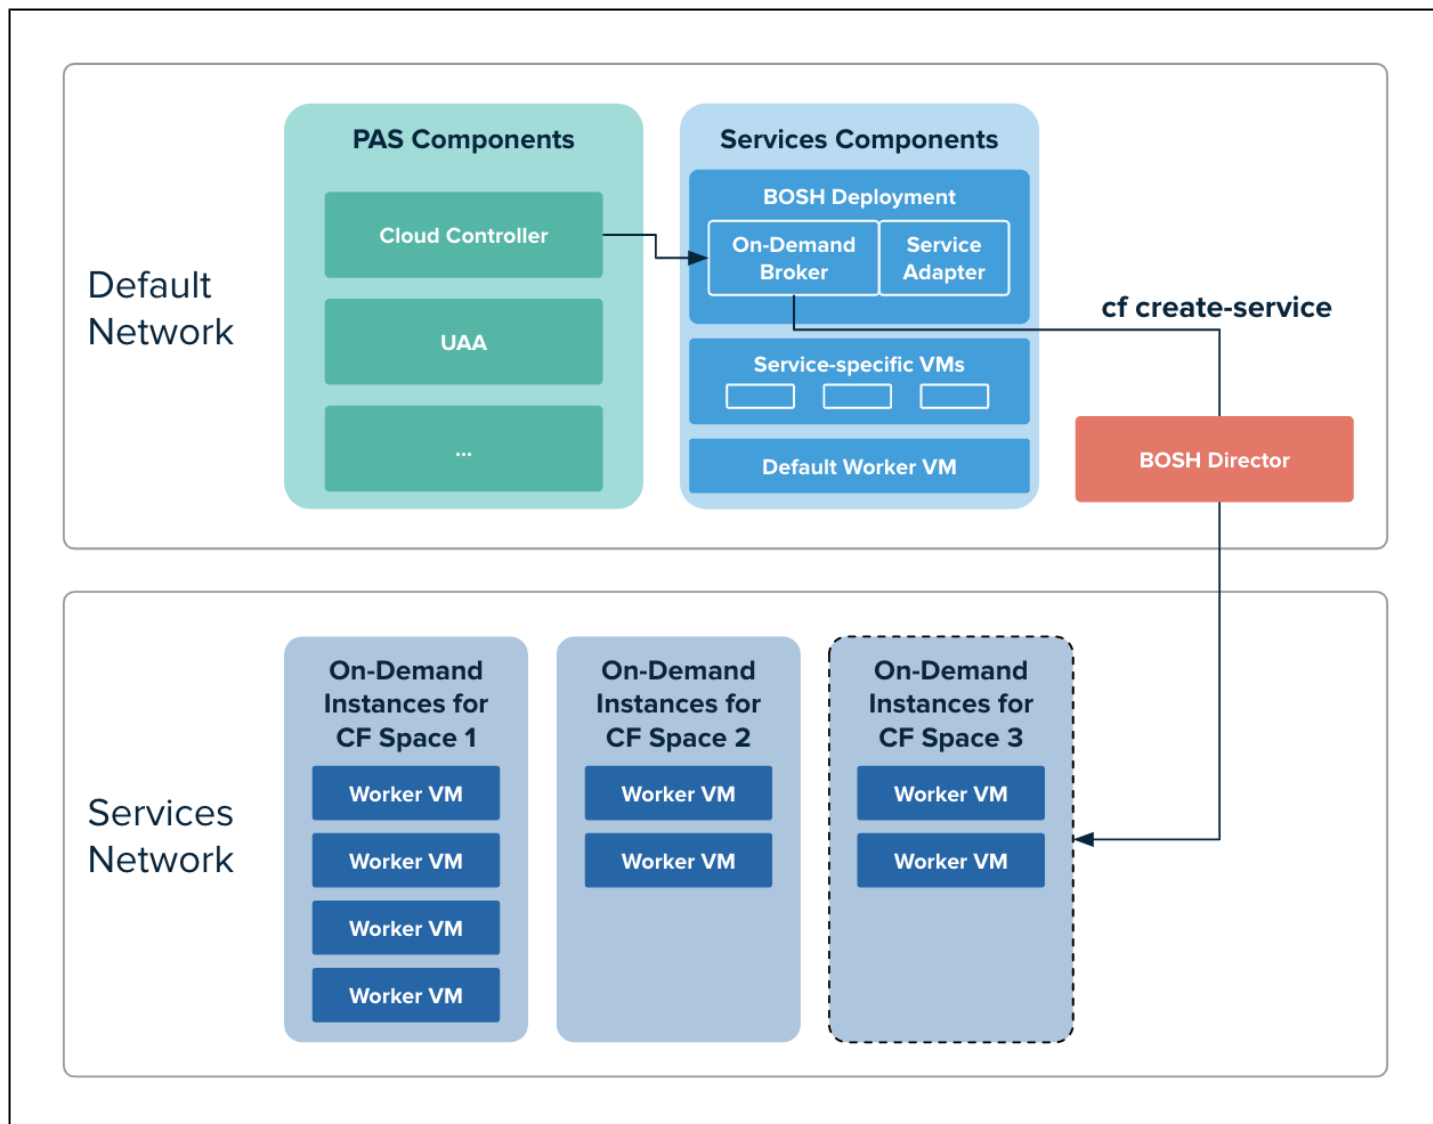 PAS Components
Cloud Controller
UAA
...
Services Components
BOSH Deployment
On-Demand
Broker
Service
Adapter
Service-specific VMs
Default Worker VM
cf create-service
BOSH Director
Default
Network
On-Demand
Instances for
CF Space 1
Worker VM
Worker VM
Worker VM
Worker VM
On-Demand
Instances for
CF Space 2
Worker VM
Worker VM
On-Demand
Instances for
CF Space 3
Worker VM
Worker VM
Services
Network